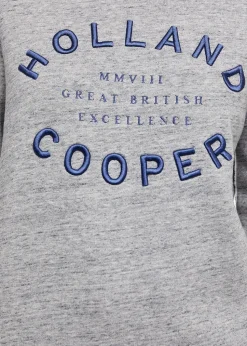 HOLLAND
MMVIII
GREAT BRITISH
EXCELLENCE
COOPER